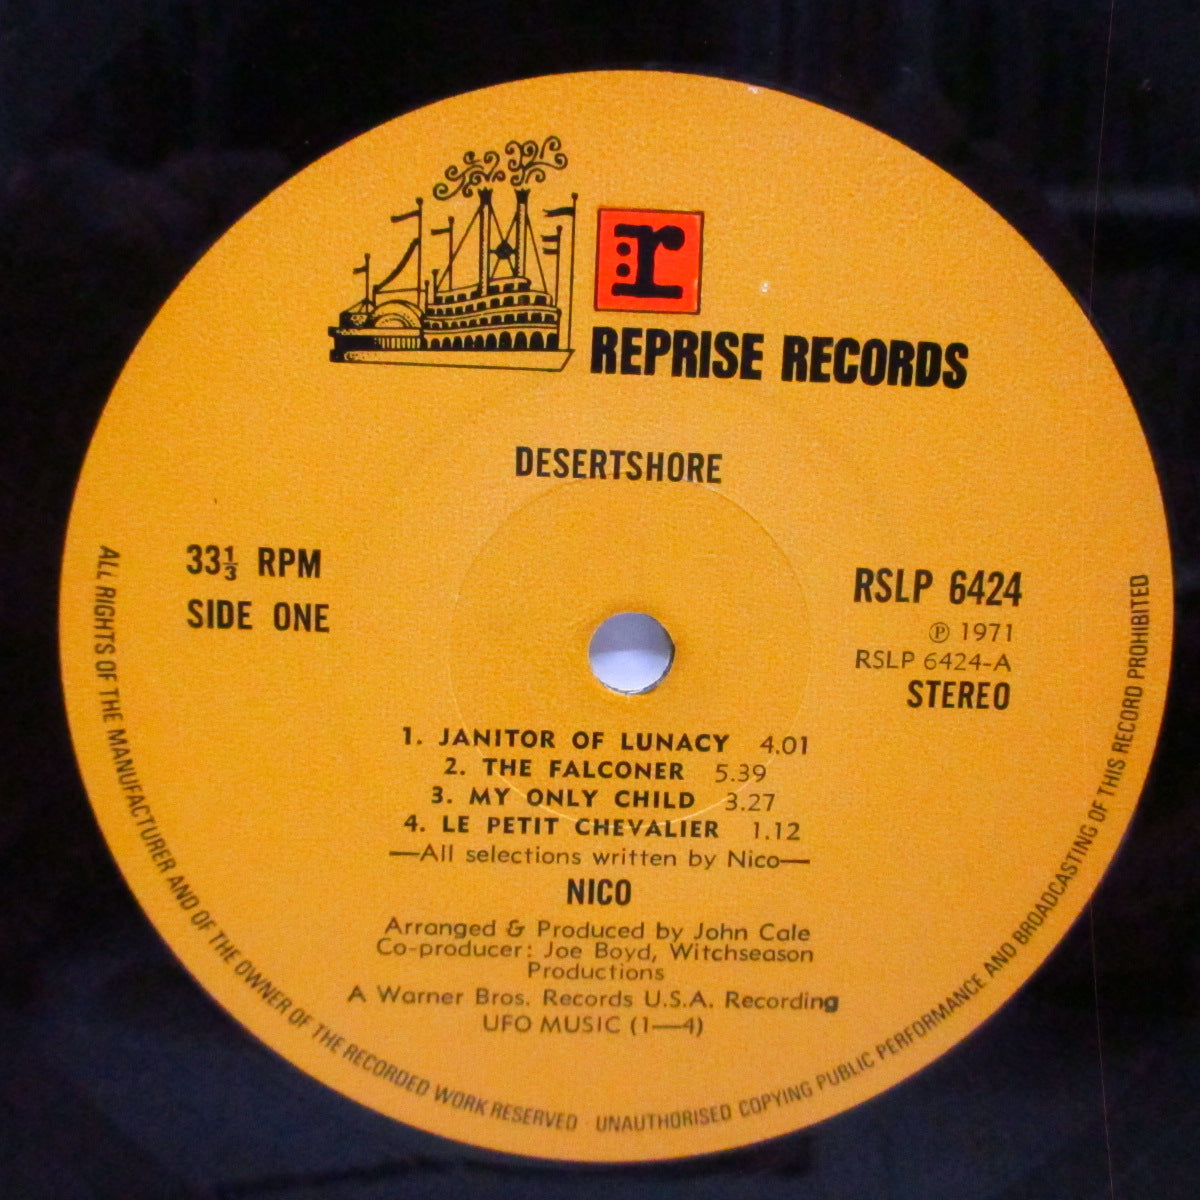 r
REPRISE RECORDS
DESERTSHORE
33⅓ RPM
SIDE ONE
RSLP 6424
℗ 1971
RSLP 6424-A
STEREO
1. JANITOR OF LUNACY 4.01
2. THE FALCONER 5.39
3. MY ONLY CHILD 3.27
4. LE PETIT CHEVALIER 1.12
—All selections written by Nico—
NICO
Arranged & Produced by John Cale
Co-producer: Joe Boyd, Witchseason
Productions
A Warner Bros. Records U.S.A. Recording
UFO MUSIC (1—4)
ALL RIGHTS OF THE MANUFACTURER AND OF THE OWNER OF THE RECORDED WORK RESERVED · UNAUTHORISED COPYING PUBLIC PERFORMANCE AND BROADCASTING OF THIS RECORD PROHIBITED